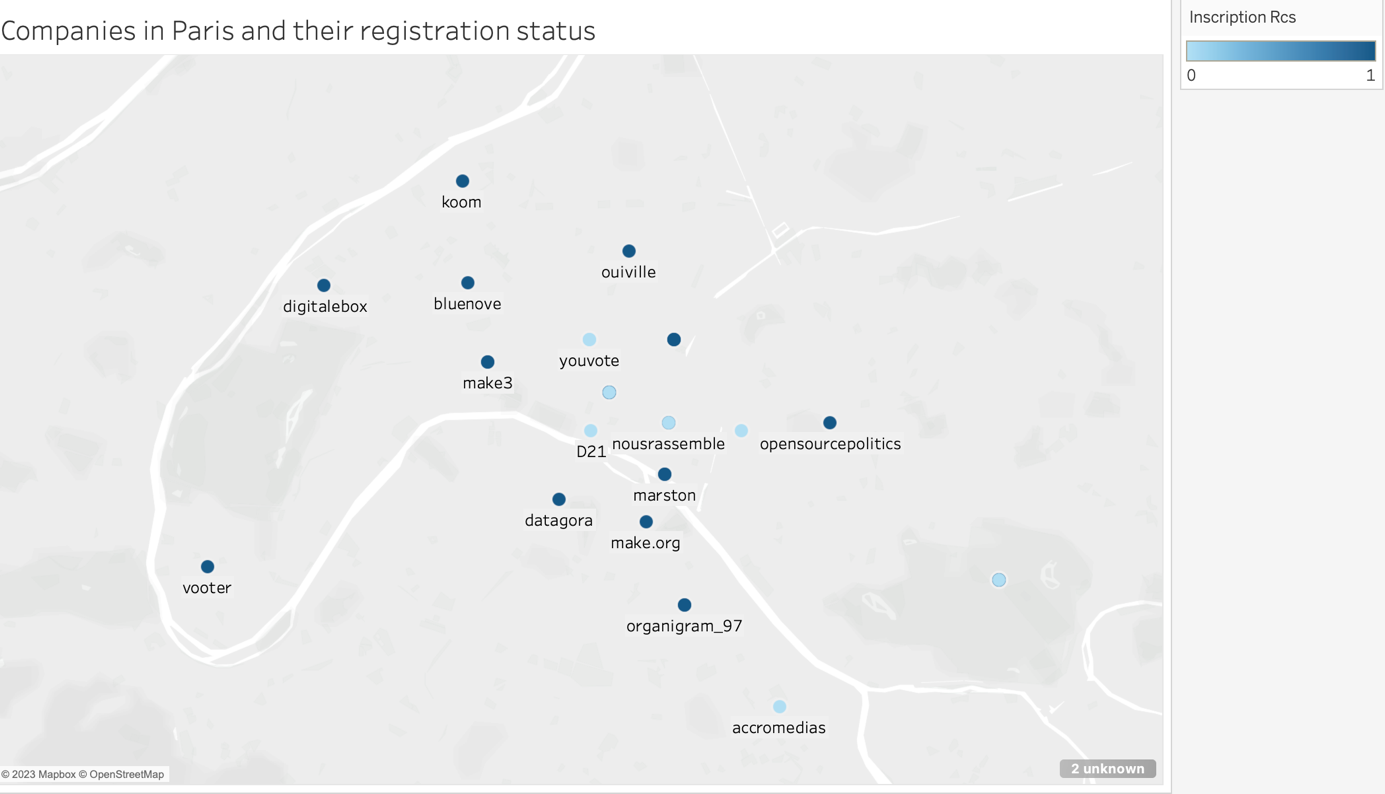 Companies in Paris and their registration status
Inscription Rcs
0 1
koom
ouiville
digitalebox
bluenove
youvote
make3
nousrassemble
opensourcepolitics
D21
marston
datagora
make.org
vooter
organigram_97
accromedias
2 unknown
© 2023 Mapbox © OpenStreetMap